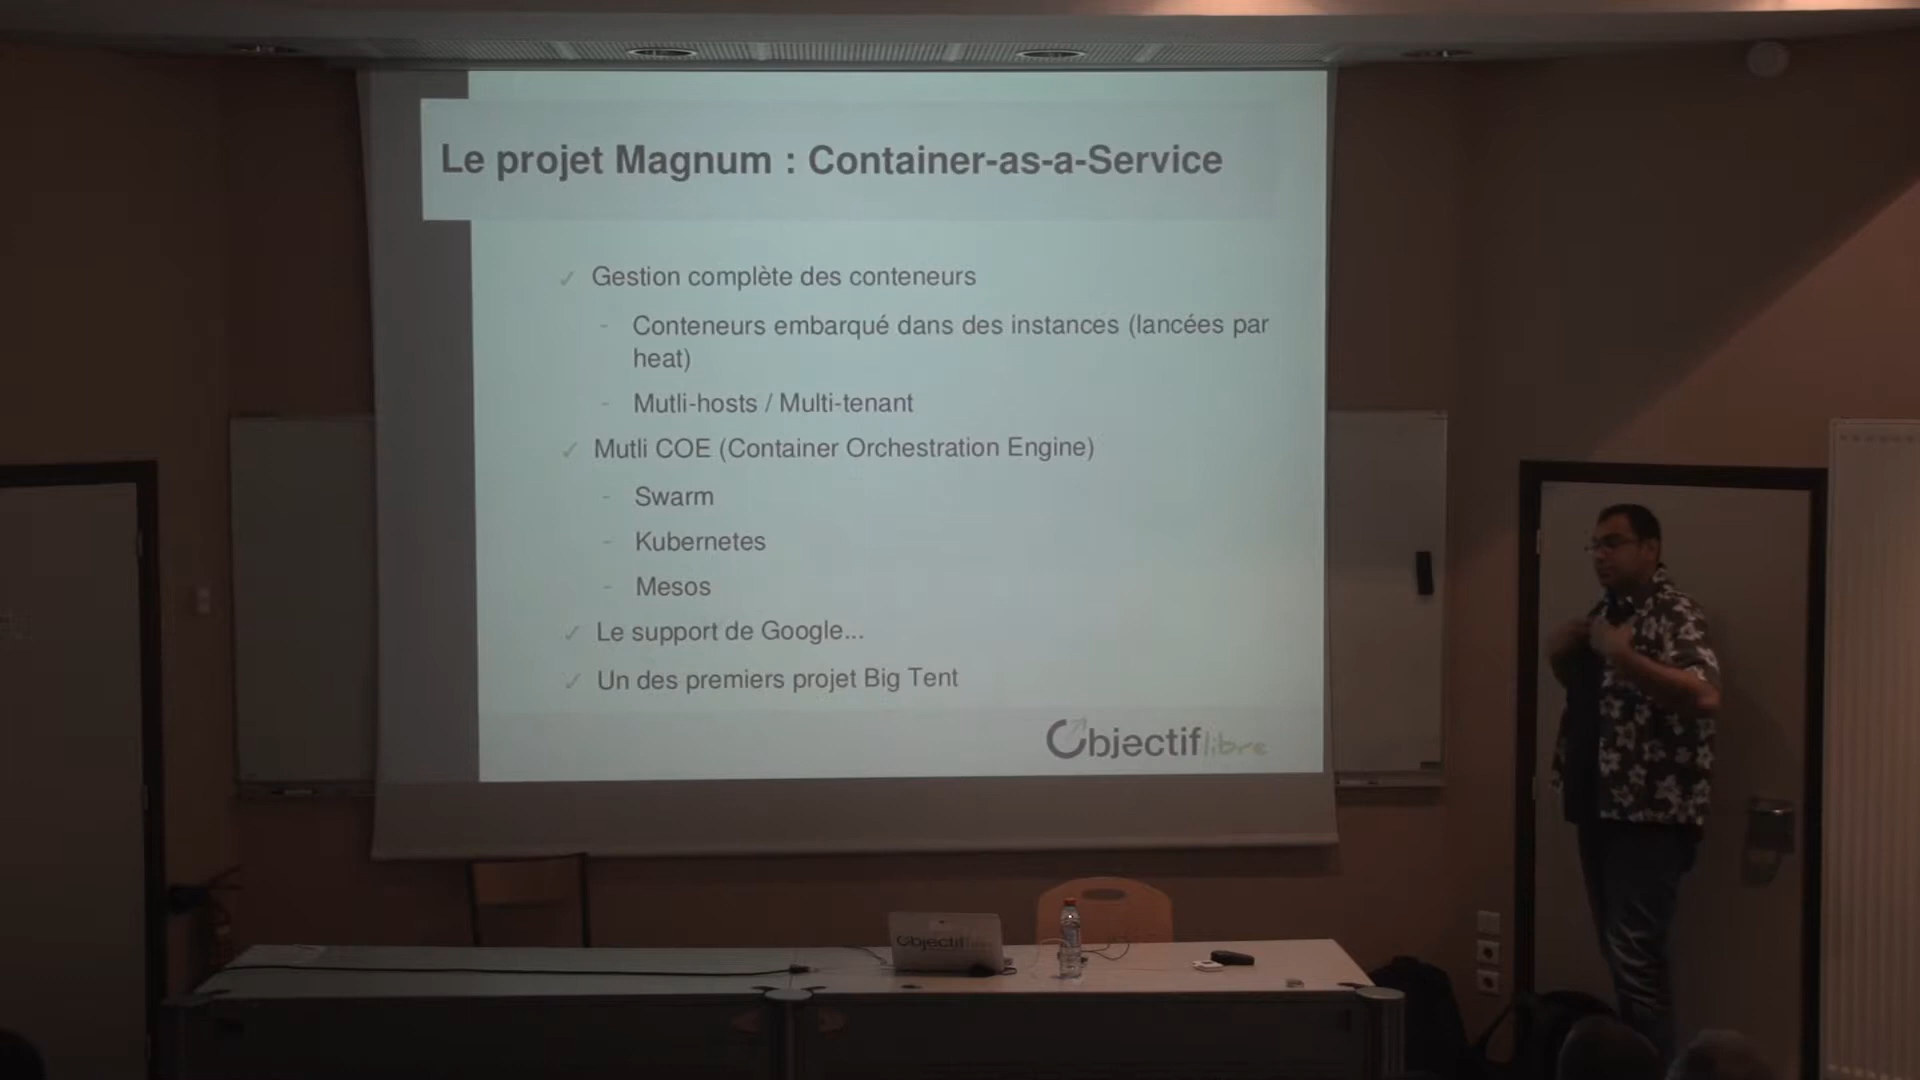 Le projet Magnum : Container-as-a-Service
✓ Gestion complète des conteneurs
- Conteneurs embarqué dans des instances (lancées par
heat)
- Mutli-hosts / Multi-tenant
✓ Mutli COE (Container Orchestration Engine)
- Swarm
- Kubernetes
- Mesos
✓ Le support de Google...
✓ Un des premiers projet Big Tent
Objectif libre
Objectif